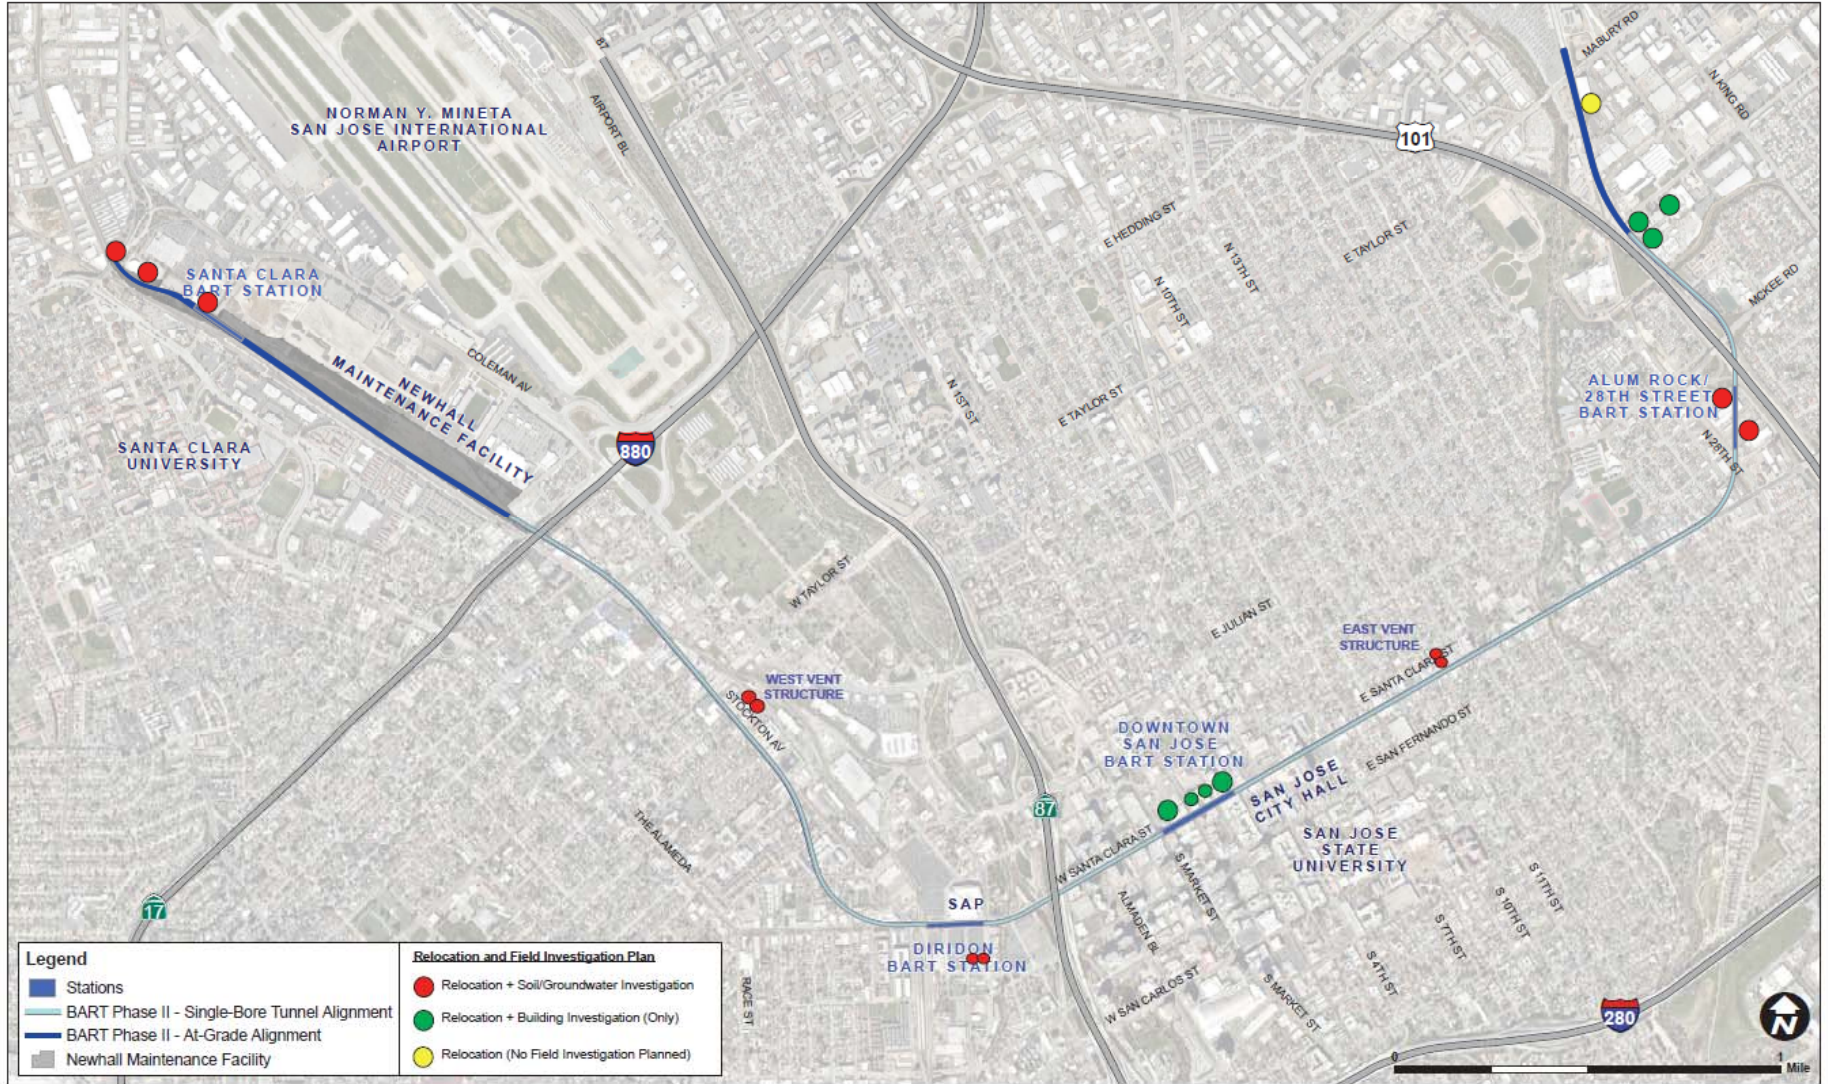 MABURY RD
N KING RD
87
AIRPORT BL
NORMAN Y. MINETA
SAN JOSE INTERNATIONAL
AIRPORT
101
E HEDDING ST
N 13TH ST
E TAYLOR ST
N 10TH ST
MCKEE RD
SANTA CLARA
BART STATION
COLEMAN AV
NEWHALL
MAINTENANCE FACILITY
N 1ST ST
E TAYLOR ST
ALUM ROCK/
28TH STREET
BART STATION
N 28TH ST
SANTA CLARA
UNIVERSITY
880
W TAYLOR ST
E JULIAN ST
EAST VENT
STRUCTURE
E SANTA CLARA ST
WEST VENT
STRUCTURE
STOCKTON AV
E SAN FERNANDO ST
DOWNTOWN
SAN JOSE
BART STATION
SAN JOSE
CITY HALL
87
THE ALAMEDA
W SANTA CLARA ST
SAN JOSE
STATE
UNIVERSITY
S MARKET ST
ALMADEN BL
S 11TH ST
S 10TH ST
S 7TH ST
S 4TH ST
17
SAP
DIRIDON
BART STATION
RACE ST
W SAN CARLOS ST
S MARKET ST
280
N
0
1
Mile
Legend
Stations
BART Phase II - Single-Bore Tunnel Alignment
BART Phase II - At-Grade Alignment
Newhall Maintenance Facility
Relocation and Field Investigation Plan
Relocation + Soil/Groundwater Investigation
Relocation + Building Investigation (Only)
Relocation (No Field Investigation Planned)